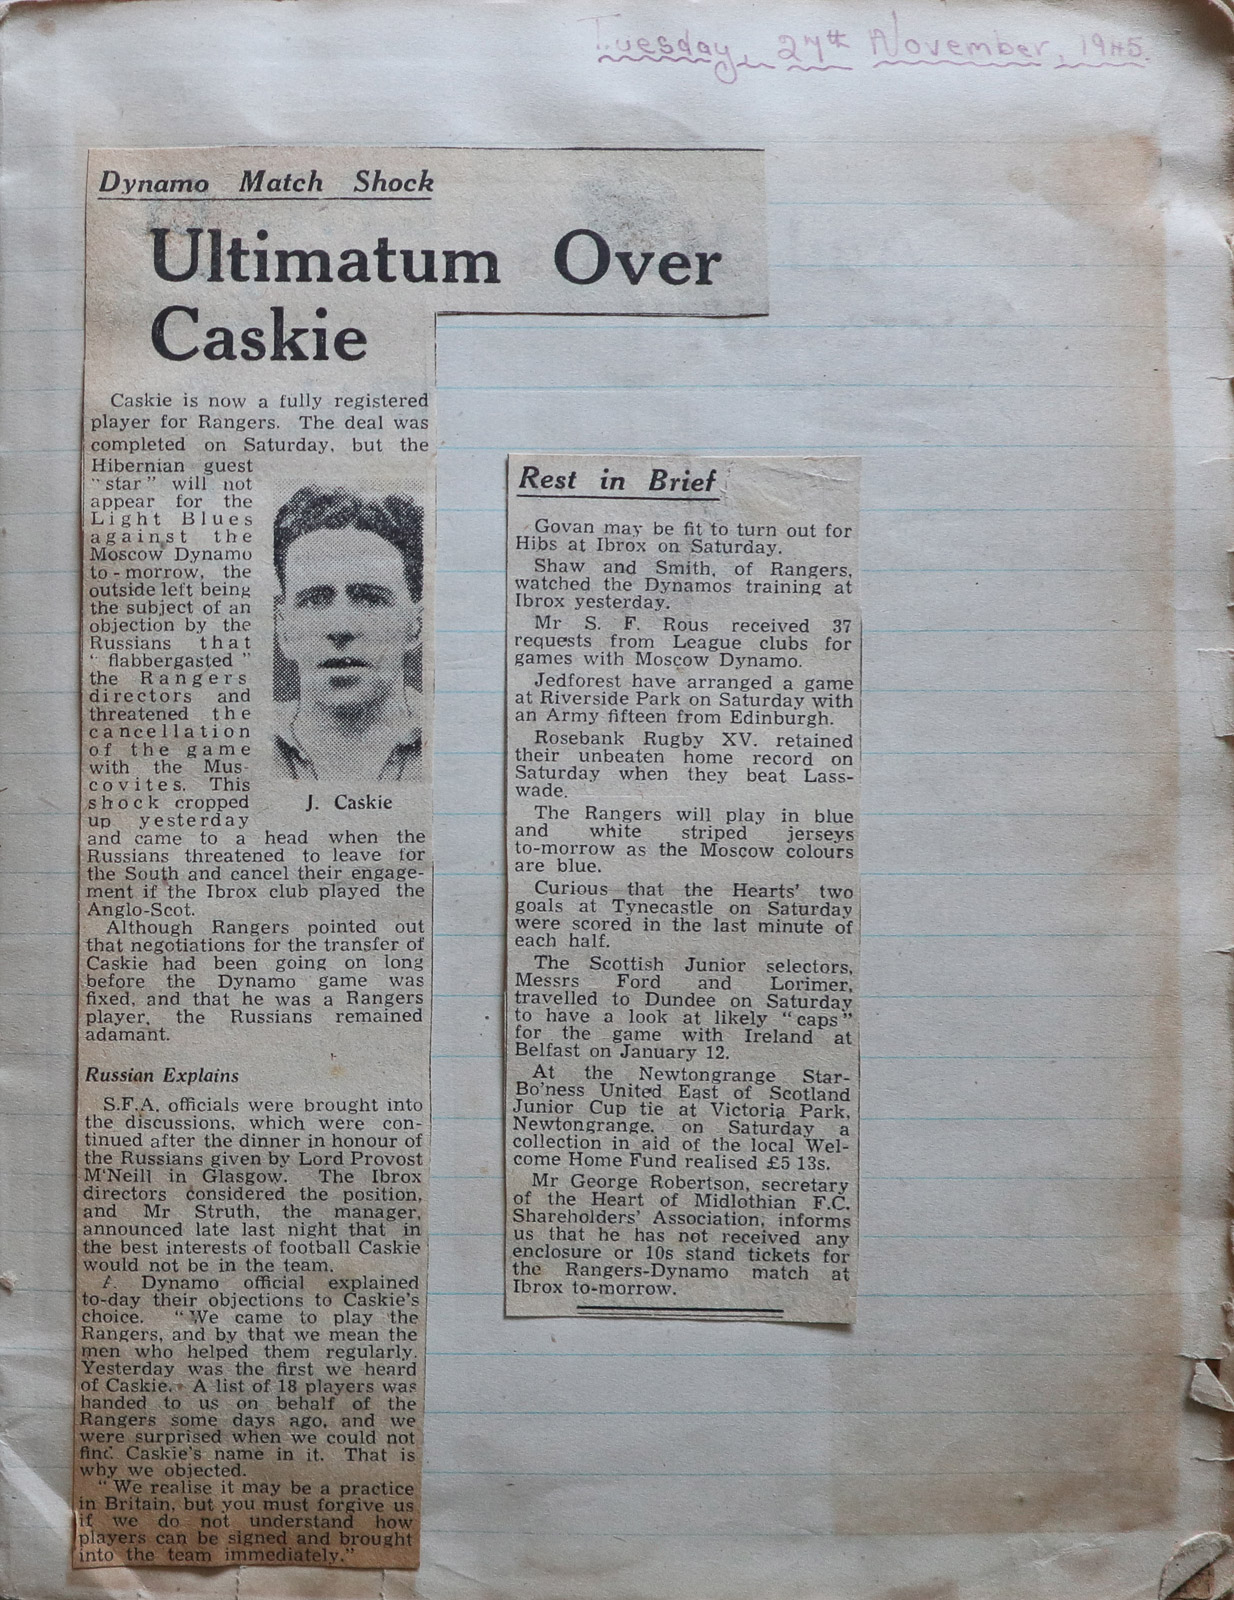 Tuesday, 27th November, 1945.
Dynamo Match Shock
Ultimatum Over
Caskie
Caskie is now a fully registered
player for Rangers. The deal was
completed on Saturday, but the
Hibernian guest
"star" will not
appear for the
Light Blues
against the
Moscow Dynamo
to-morrow, the
outside left being
the subject of an
objection by the
Russians that
"flabbergasted"
the Rangers
directors and
threatened the
cancellation
of the game
with the Mus-
covites. This
shock cropped
up yesterday
J. Caskie
and came to a head when the
Russians threatened to leave for
the South and cancel their engage-
ment if the Ibrox club played the
Anglo-Scot.
Although Rangers pointed out
that negotiations for the transfer of
Caskie had been going on long
before the Dynamo game was
fixed, and that he was a Rangers
player, the Russians remained
adamant.
Russian Explains
S.F.A. officials were brought into
the discussions, which were con-
tinued after the dinner in honour of
the Russians given by Lord Provost
M'Neill in Glasgow. The Ibrox
directors considered the position,
and Mr Struth, the manager,
announced late last night that in
the best interests of football Caskie
would not be in the team.
A Dynamo official explained
to-day their objections to Caskie's
choice. "We came to play the
Rangers, and by that we mean the
men who helped them regularly.
Yesterday was the first we heard
of Caskie. A list of 18 players was
handed to us on behalf of the
Rangers some days ago, and we
were surprised when we could not
find Caskie's name in it. That is
why we objected.
"We realise it may be a practice
in Britain, but you must forgive us
if we do not understand how
players can be signed and brought
into the team immediately."
Rest in Brief
Govan may be fit to turn out for
Hibs at Ibrox on Saturday.
Shaw and Smith, of Rangers,
watched the Dynamos training at
Ibrox yesterday.
Mr S. F. Rous received 37
requests from League clubs for
games with Moscow Dynamo.
Jedforest have arranged a game
at Riverside Park on Saturday with
an Army fifteen from Edinburgh.
Rosebank Rugby XV. retained
their unbeaten home record on
Saturday when they beat Lass-
wade.
The Rangers will play in blue
and white striped jerseys
to-morrow as the Moscow colours
are blue.
Curious that the Hearts' two
goals at Tynecastle on Saturday
were scored in the last minute of
each half.
The Scottish Junior selectors,
Messrs Ford and Lorimer,
travelled to Dundee on Saturday
to have a look at likely "caps"
for the game with Ireland at
Belfast on January 12.
At the Newtongrange Star-
Bo'ness United East of Scotland
Junior Cup tie at Victoria Park,
Newtongrange, on Saturday a
collection in aid of the local Wel-
come Home Fund realised £5 13s.
Mr George Robertson, secretary
of the Heart of Midlothian F.C.
Shareholders' Association, informs
us that he has not received any
enclosure or 10s stand tickets for
the Rangers-Dynamo match at
Ibrox to-morrow.